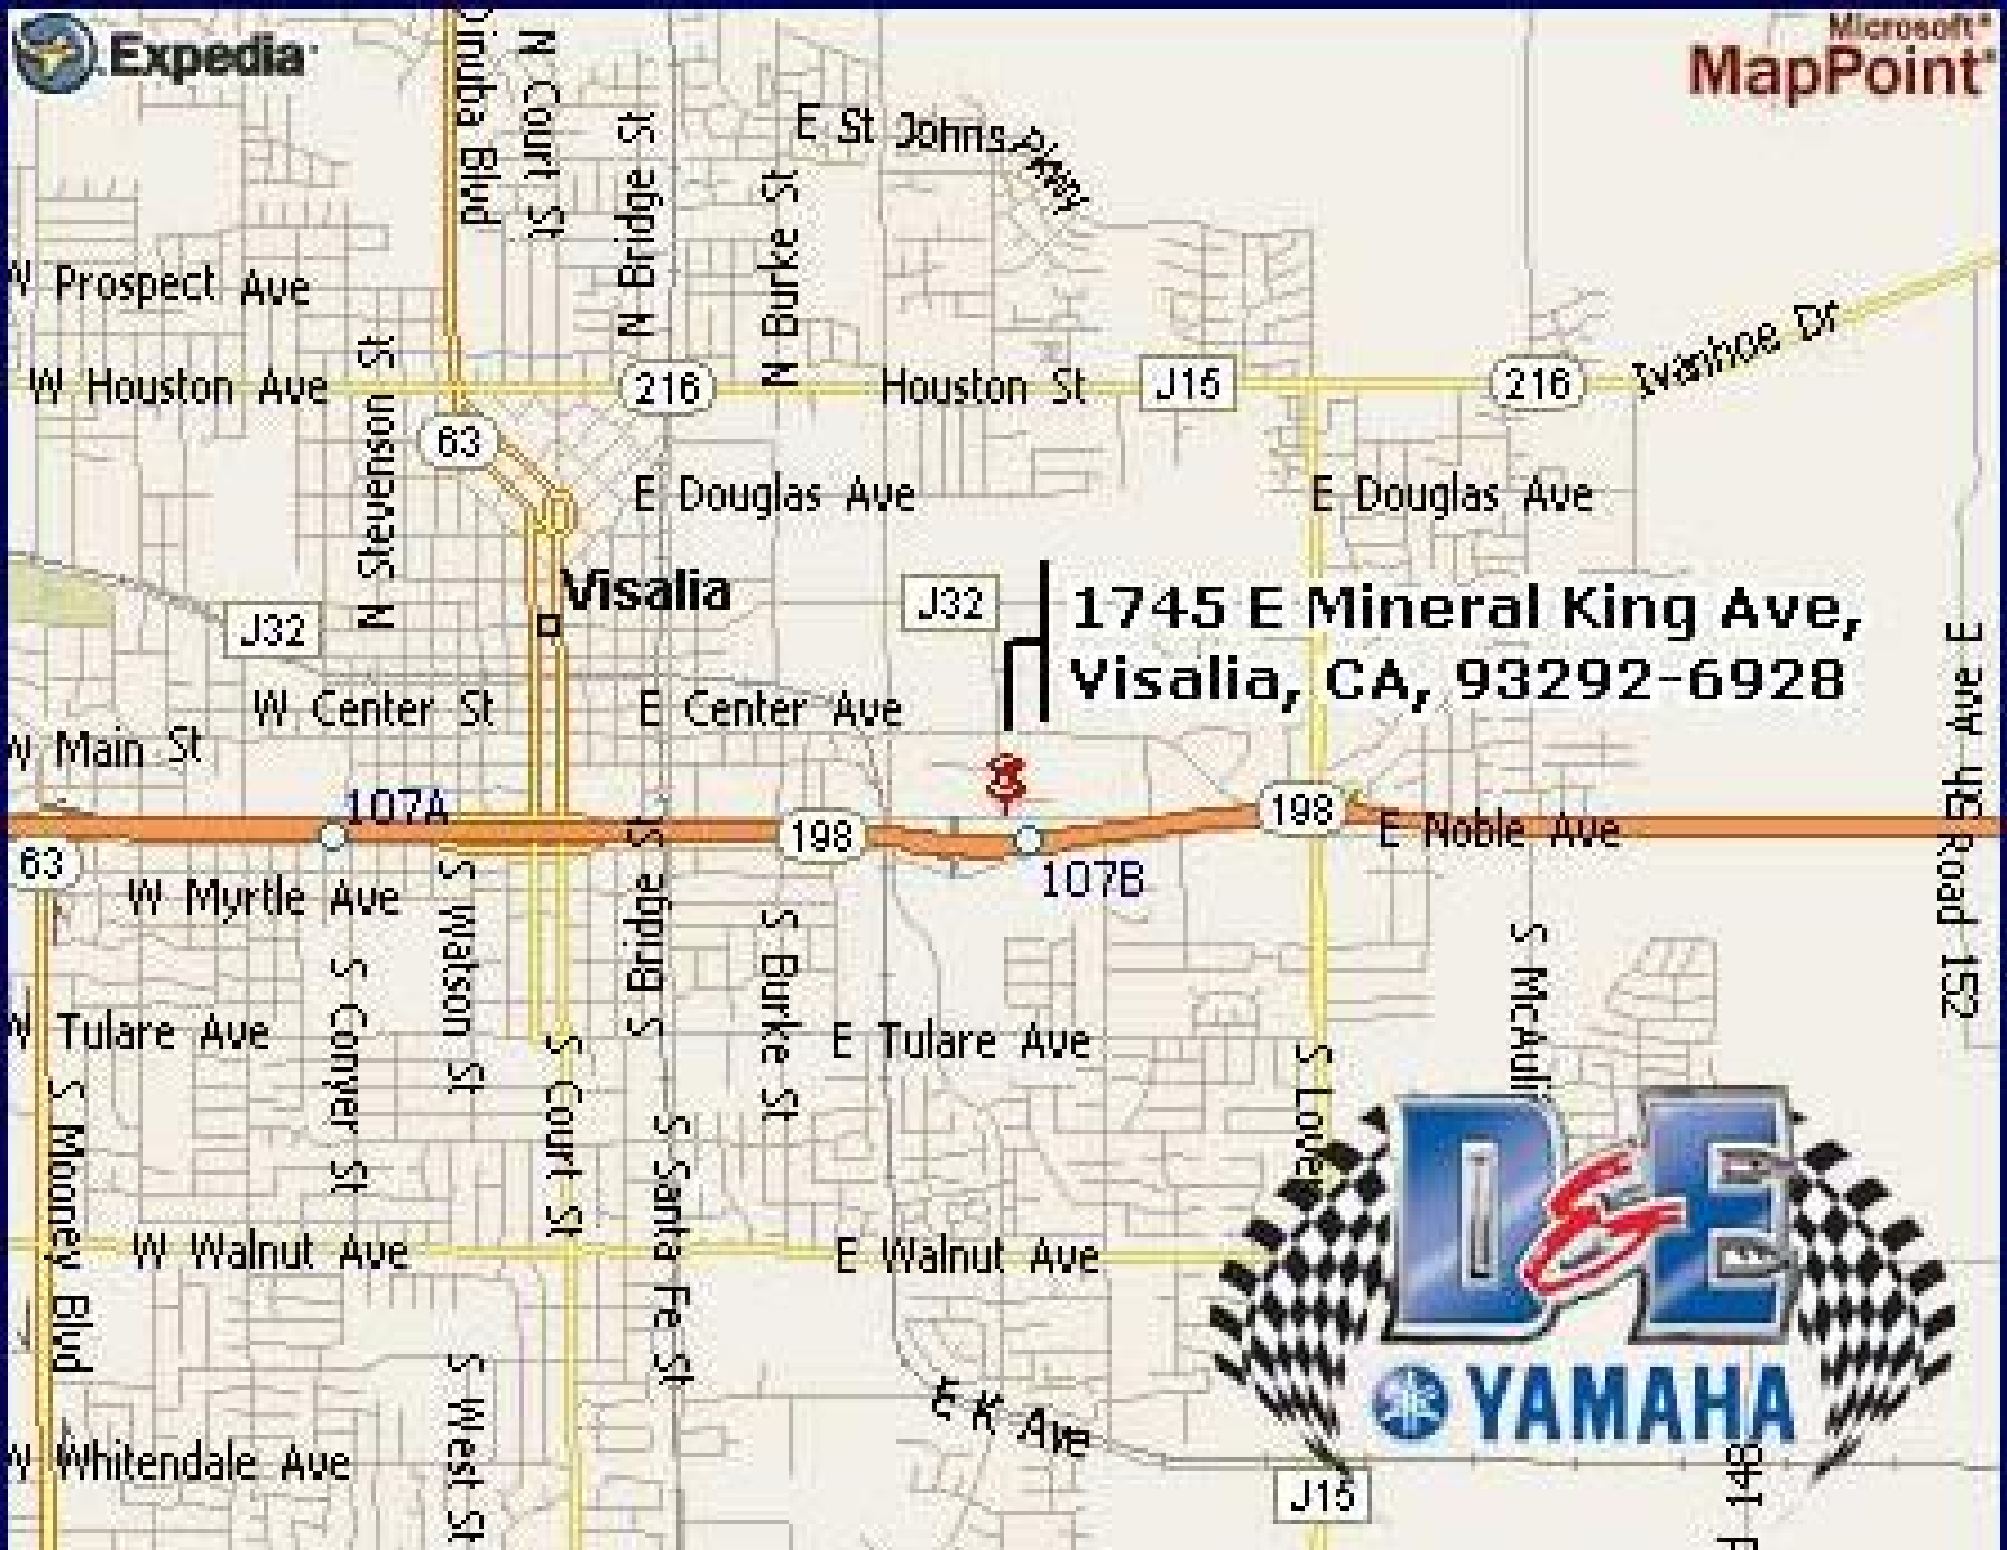 Expedia
Microsoft®
MapPoint®
Dinuba Blvd
N Court St
N Bridge St
N Burke St
E St Johns Pkwy
W Prospect Ave
N Stevenson St
W Houston Ave
216
Houston St
J15
216
Ivanhoe Dr
63
E Douglas Ave
E Douglas Ave
Visalia
J32
J32
1745 E Mineral King Ave,
Visalia, CA, 93292-6928
W Center St
E Center Ave
W Main St
107A
198
198
E Noble Ave
E Ave
Road 152
63
107B
W Myrtle Ave
S Watson St
S Bridge St
S Burke St
S Conyer St
W Tulare Ave
E Tulare Ave
S Court St
S Mooney Blvd
S Santa Fe St
W Walnut Ave
E Walnut Ave
D&E
YAMAHA
E K Ave
S West St
W Whitendale Ave
J15
148